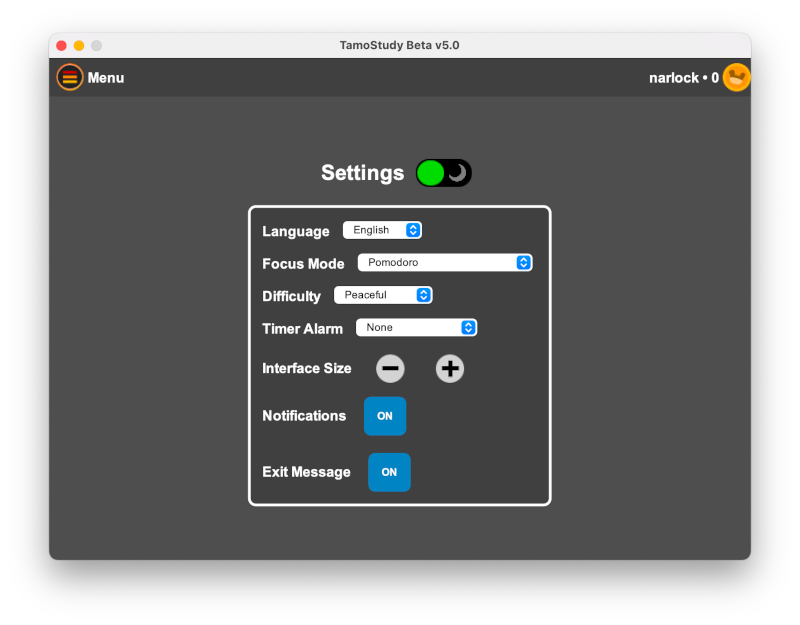 TamoStudy Beta v5.0
Menu
narlock • 0
Settings
Language English
Focus Mode Pomodoro
Difficulty Peaceful
Timer Alarm None
Interface Size
Notifications ON
Exit Message ON